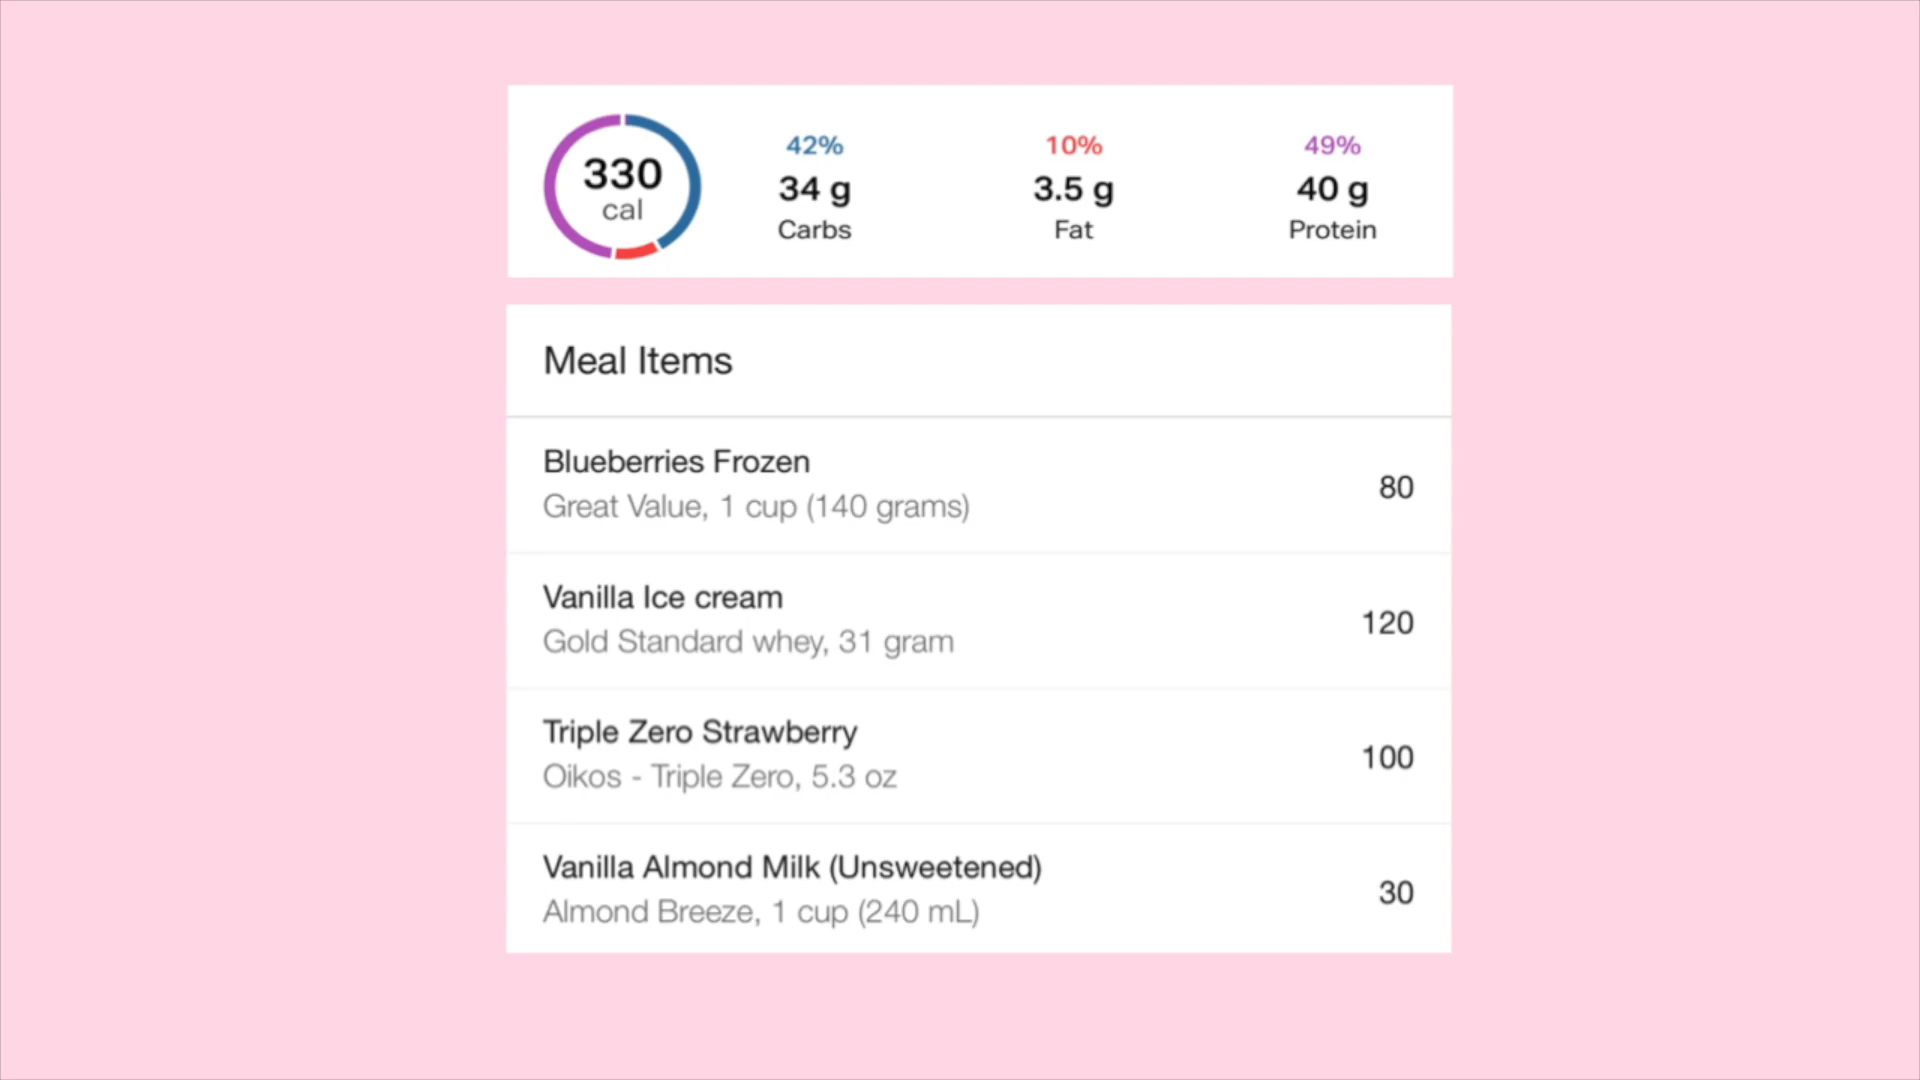 330
cal
42%
34 g
Carbs
10%
3.5 g
Fat
49%
40 g
Protein
Meal Items
Blueberries Frozen
Great Value, 1 cup (140 grams)
80
Vanilla Ice cream
Gold Standard whey, 31 gram
120
Triple Zero Strawberry
Oikos - Triple Zero, 5.3 oz
100
Vanilla Almond Milk (Unsweetened)
Almond Breeze, 1 cup (240 mL)
30